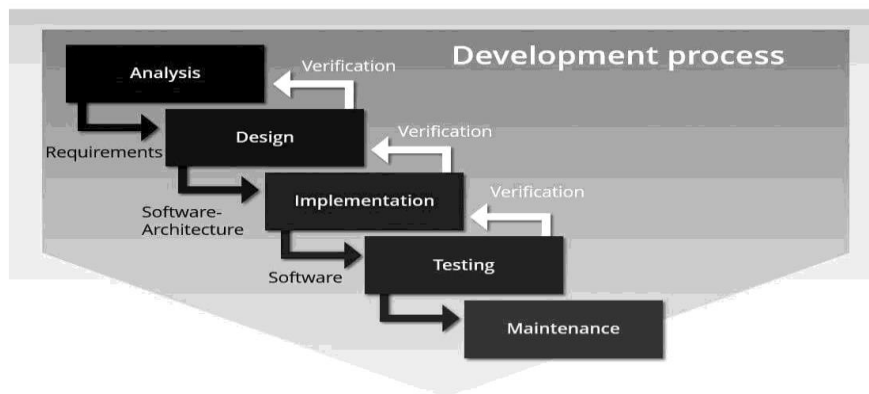 Development process
Analysis
Verification
Requirements
Design
Verification
Software-
Architecture
Implementation
Verification
Software
Testing
Maintenance